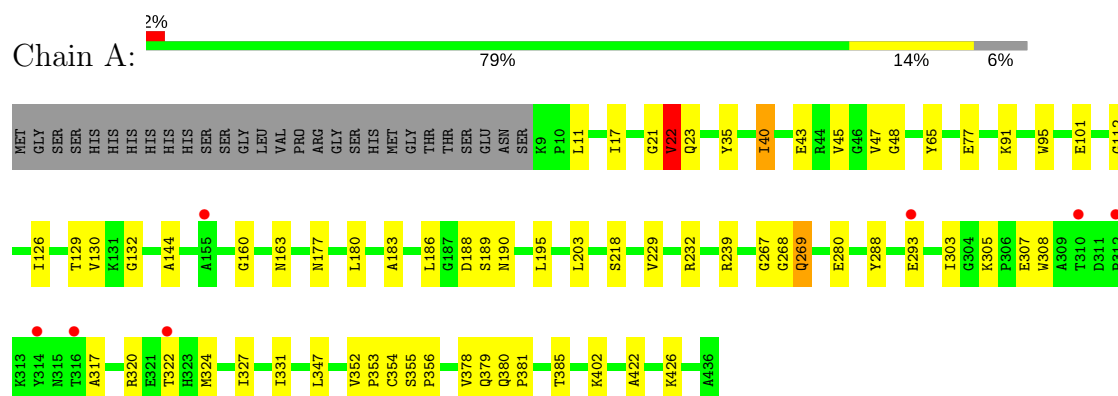 2%
Chain A:
79% 14% 6%
MET GLY SER SER HIS HIS HIS HIS HIS HIS SER SER GLY LEU VAL PRO ARG GLY SER HIS MET GLY THR THR SER GLU ASN SER K9 P10 L11 I17 G21 V22 Q23 Y35 I40 E43 R44 V45 G46 V47 G48 Y65 E77 K91 W95 E101
I126 T129 V130 K131 G132 A144 A155 G160 N163 N177 L180 A183 L186 G187 D188 S189 N190 L195 L203 S218 V229 R232 R239 G267 G268 Q269 E280 Y288 E293 I303 G304 K305 P306 E307 W308 A309 T310 D311
K313 Y314 N315 T316 A317 R320 E321 T322 H323 M324 I327 I331 L347 V352 P353 C354 S355 P356 V378 Q379 Q380 P381 T385 K402 A422 K426 A436